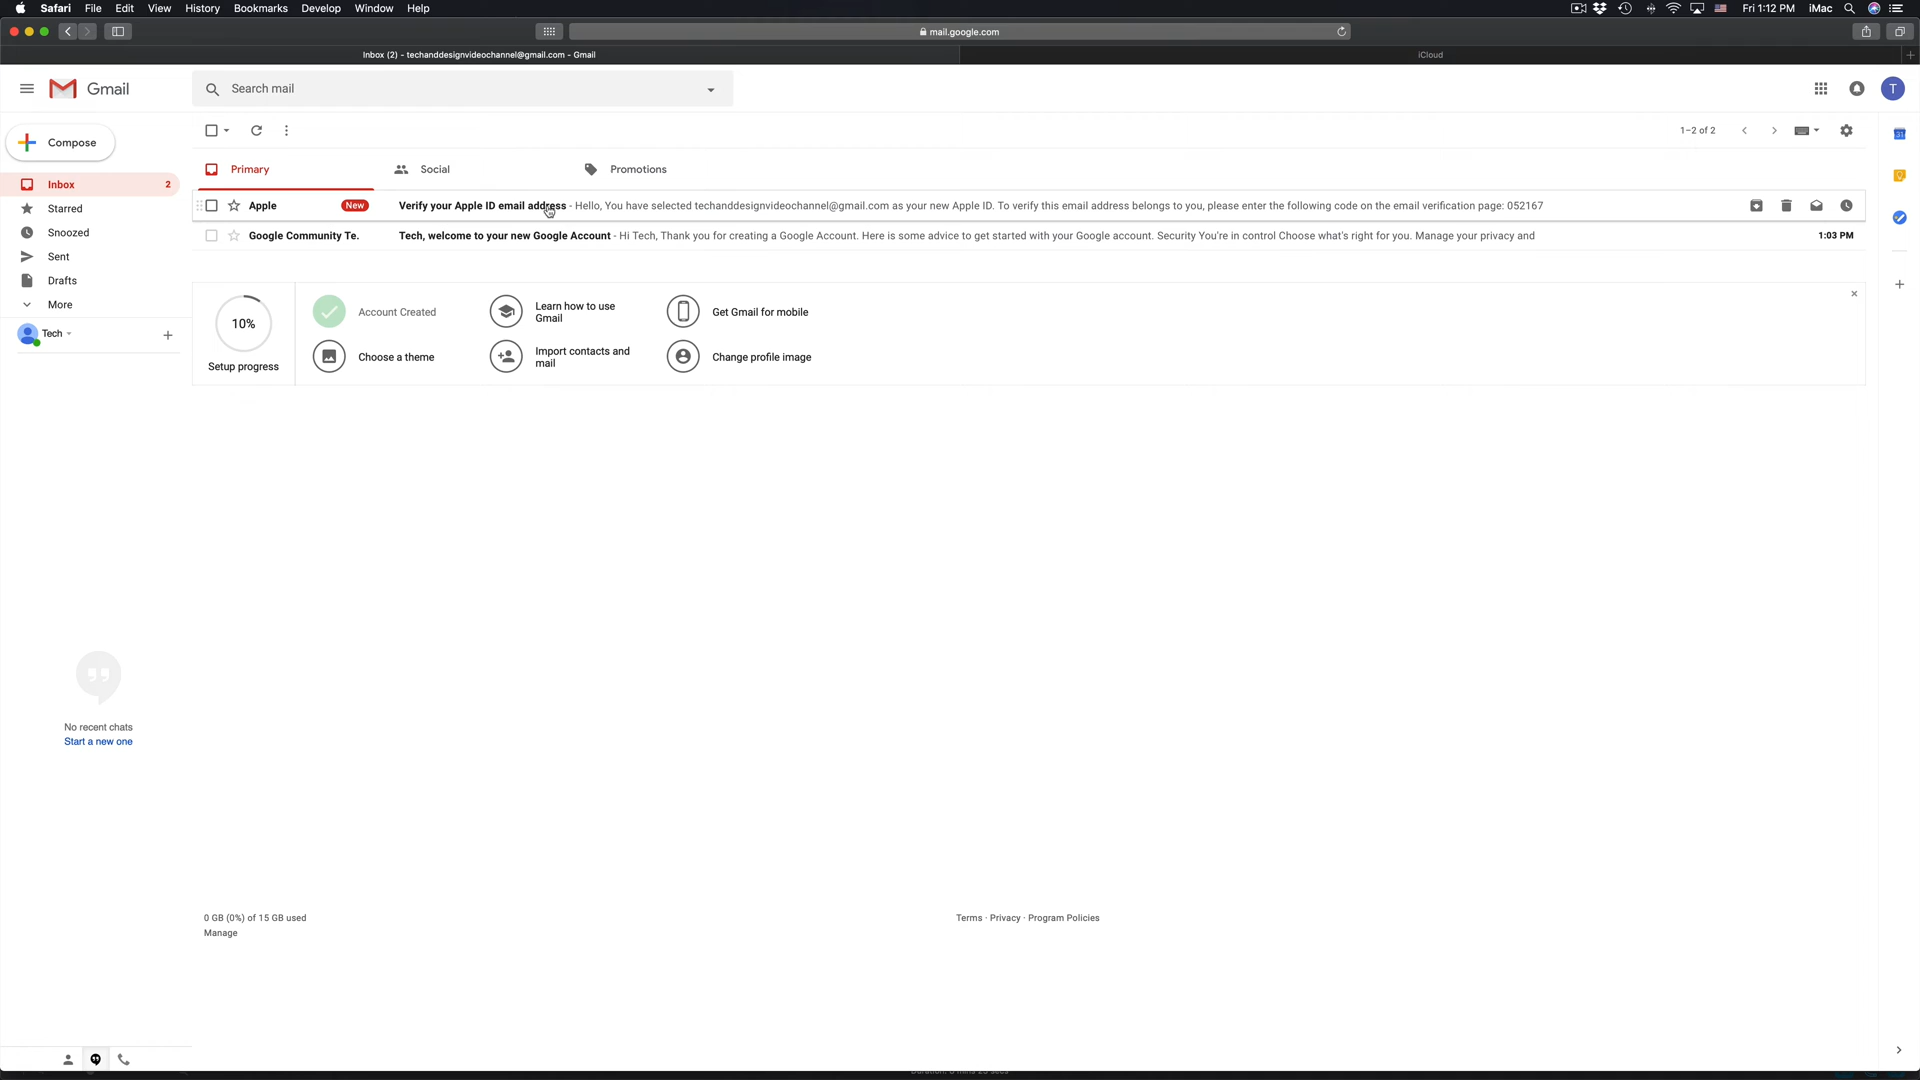 Safari File Edit View History Bookmarks Develop Window Help Fri 1:12 PM iMac
mail.google.com
Inbox (2) - techanddesignvideochannel@gmail.com - Gmail iCloud
Gmail Search mail T
Compose 1–2 of 2
Primary Social Promotions
Inbox 2
Apple New Verify your Apple ID email address - Hello, You have selected techanddesignvideochannel@gmail.com as your new Apple ID. To verify this email address belongs to you, please enter the following code on the email verification page: 052167
Starred
Snoozed
Google Community Te. Tech, welcome to your new Google Account - Hi Tech, Thank you for creating a Google Account. Here is some advice to get started with your Google account. Security You're in control Choose what's right for you. Manage your privacy and 1:03 PM
Sent
Drafts
More
Tech
10%
Setup progress
Account Created
Learn how to use
Gmail
Get Gmail for mobile
Choose a theme
Import contacts and
mail
Change profile image
No recent chats
Start a new one
0 GB (0%) of 15 GB used
Manage
Terms · Privacy · Program Policies